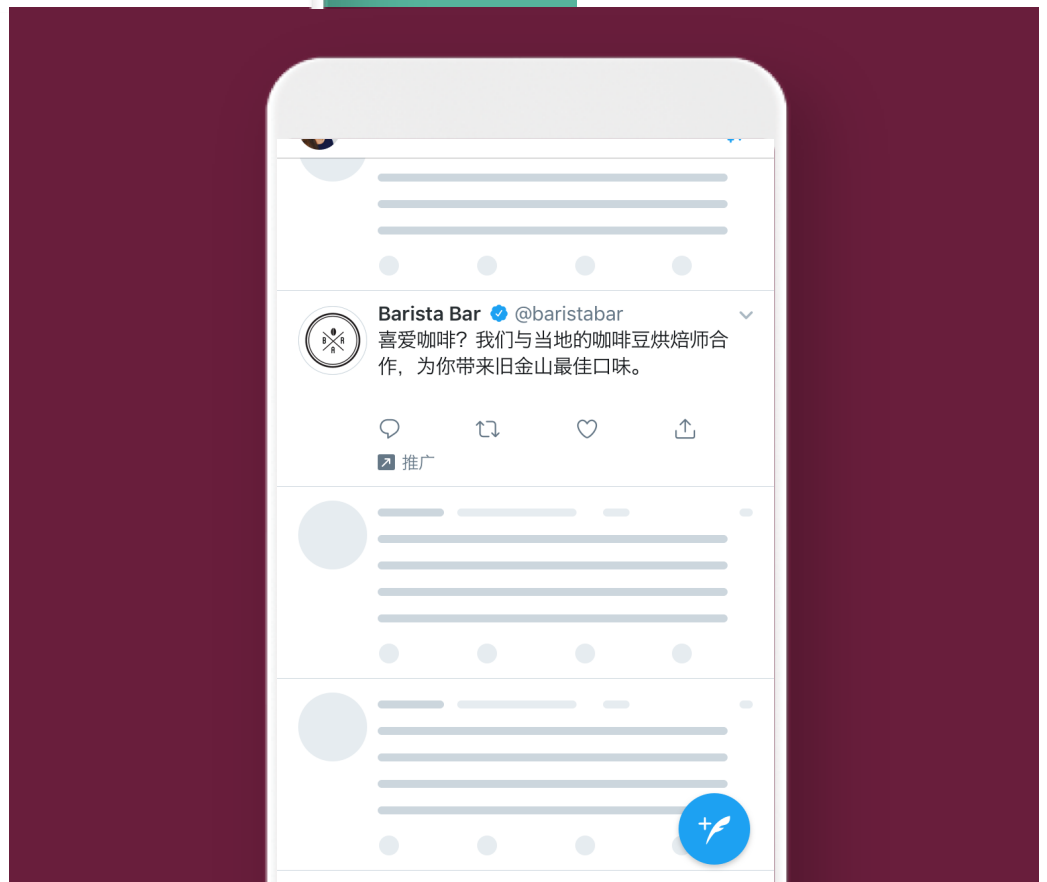 Barista Bar @baristabar
喜爱咖啡？我们与当地的咖啡豆烘焙师合
作，为你带来旧金山最佳口味。
B A
R
推广